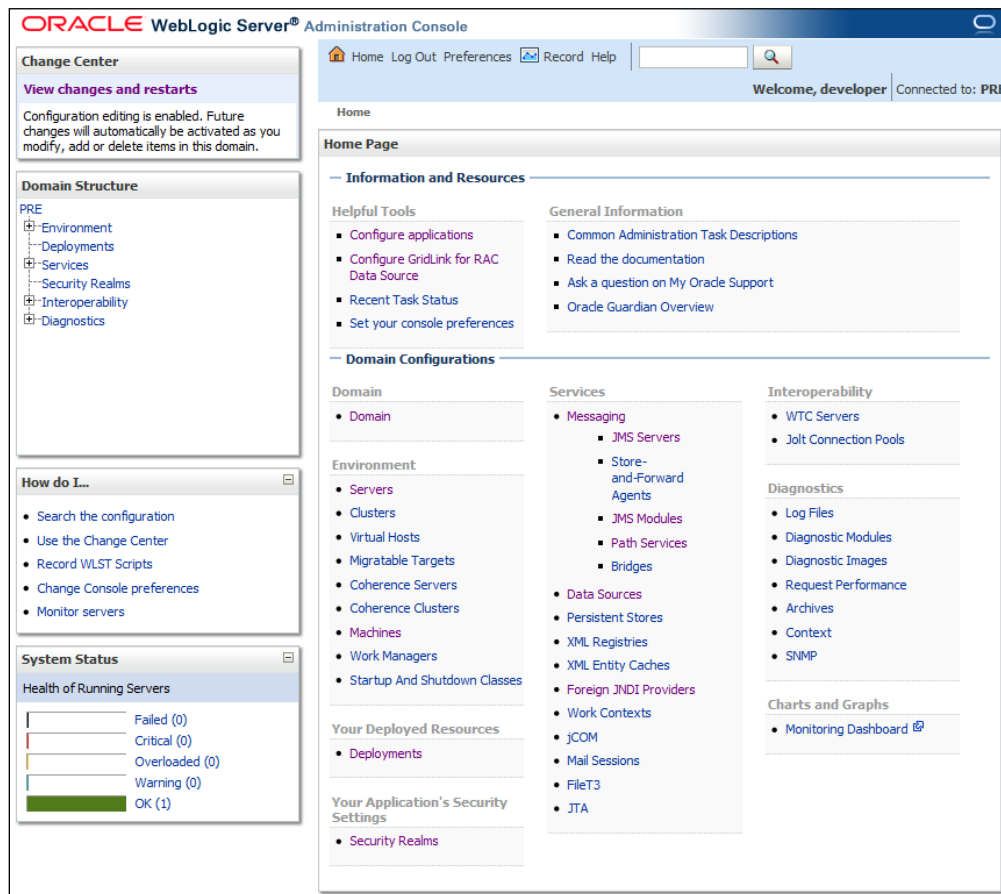 ORACLE WebLogic Server® Administration Console
Change Center
View changes and restarts
Configuration editing is enabled. Future
changes will automatically be activated as you
modify, add or delete items in this domain.
Domain Structure
PRE
Environment
Deployments
Services
Security Realms
Interoperability
Diagnostics
How do I...
Search the configuration
Use the Change Center
Record WLST Scripts
Change Console preferences
Monitor servers
System Status
Health of Running Servers
Failed (0)
Critical (0)
Overloaded (0)
Warning (0)
OK (1)
Home Log Out Preferences Record Help
Welcome, developer Connected to: PRE
Home
Home Page
Information and Resources
Helpful Tools
Configure applications
Configure GridLink for RAC
Data Source
Recent Task Status
Set your console preferences
General Information
Common Administration Task Descriptions
Read the documentation
Ask a question on My Oracle Support
Oracle Guardian Overview
Domain Configurations
Domain
Domain
Environment
Servers
Clusters
Virtual Hosts
Migratable Targets
Coherence Servers
Coherence Clusters
Machines
Work Managers
Startup And Shutdown Classes
Your Deployed Resources
Deployments
Your Application's Security
Settings
Security Realms
Services
Messaging
JMS Servers
Store-
and-Forward
Agents
JMS Modules
Path Services
Bridges
Data Sources
Persistent Stores
XML Registries
XML Entity Caches
Foreign JNDI Providers
Work Contexts
jCOM
Mail Sessions
FileT3
JTA
Interoperability
WTC Servers
Jolt Connection Pools
Diagnostics
Log Files
Diagnostic Modules
Diagnostic Images
Request Performance
Archives
Context
SNMP
Charts and Graphs
Monitoring Dashboard